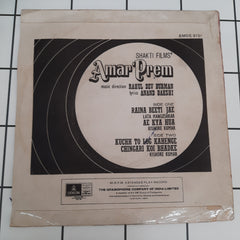 SHAKTI FILMS'
Amar Prem
music direction RAHUL DEV BURMAN
lyrics ANAND BAKSHI
SIDE ONE
RAINA BEETI JAE
LATA MANGESHKAR
AE KYA HUA
KISHORE KUMAR
SIDE TWO
KUCHH TO LOG KAHENGE
CHINGARI KOI BHADKE
KISHORE KUMAR
THE GRAMOPHONE COMPANY OF INDIA LIMITED